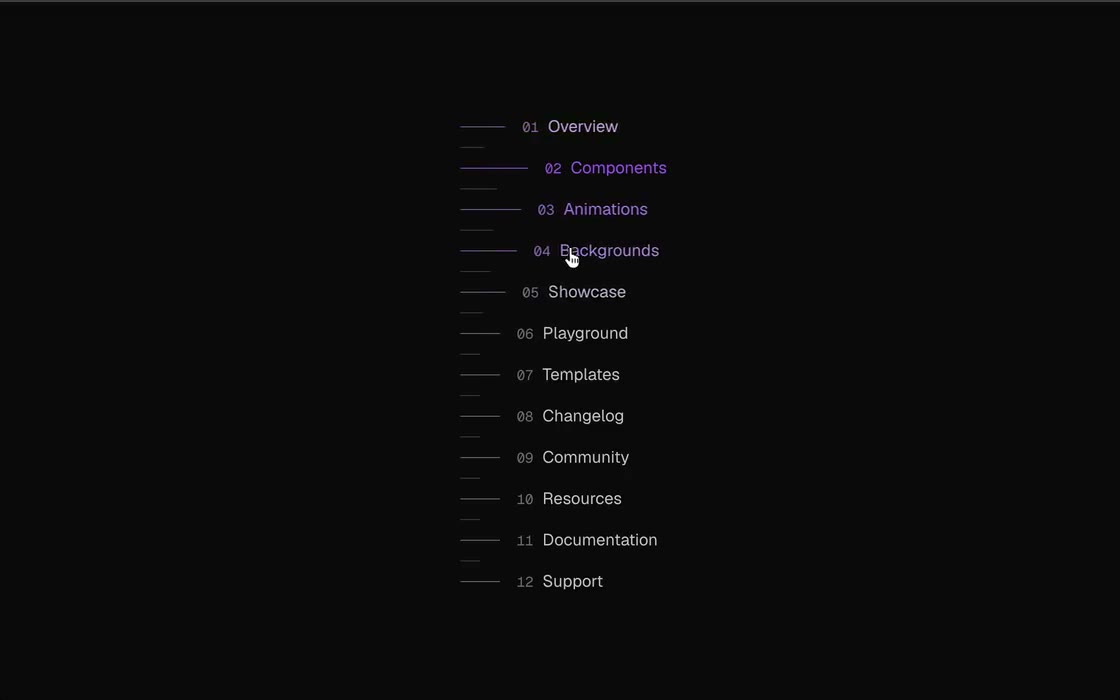 01 Overview
02 Components
03 Animations
04 Backgrounds
05 Showcase
06 Playground
07 Templates
08 Changelog
09 Community
10 Resources
11 Documentation
12 Support